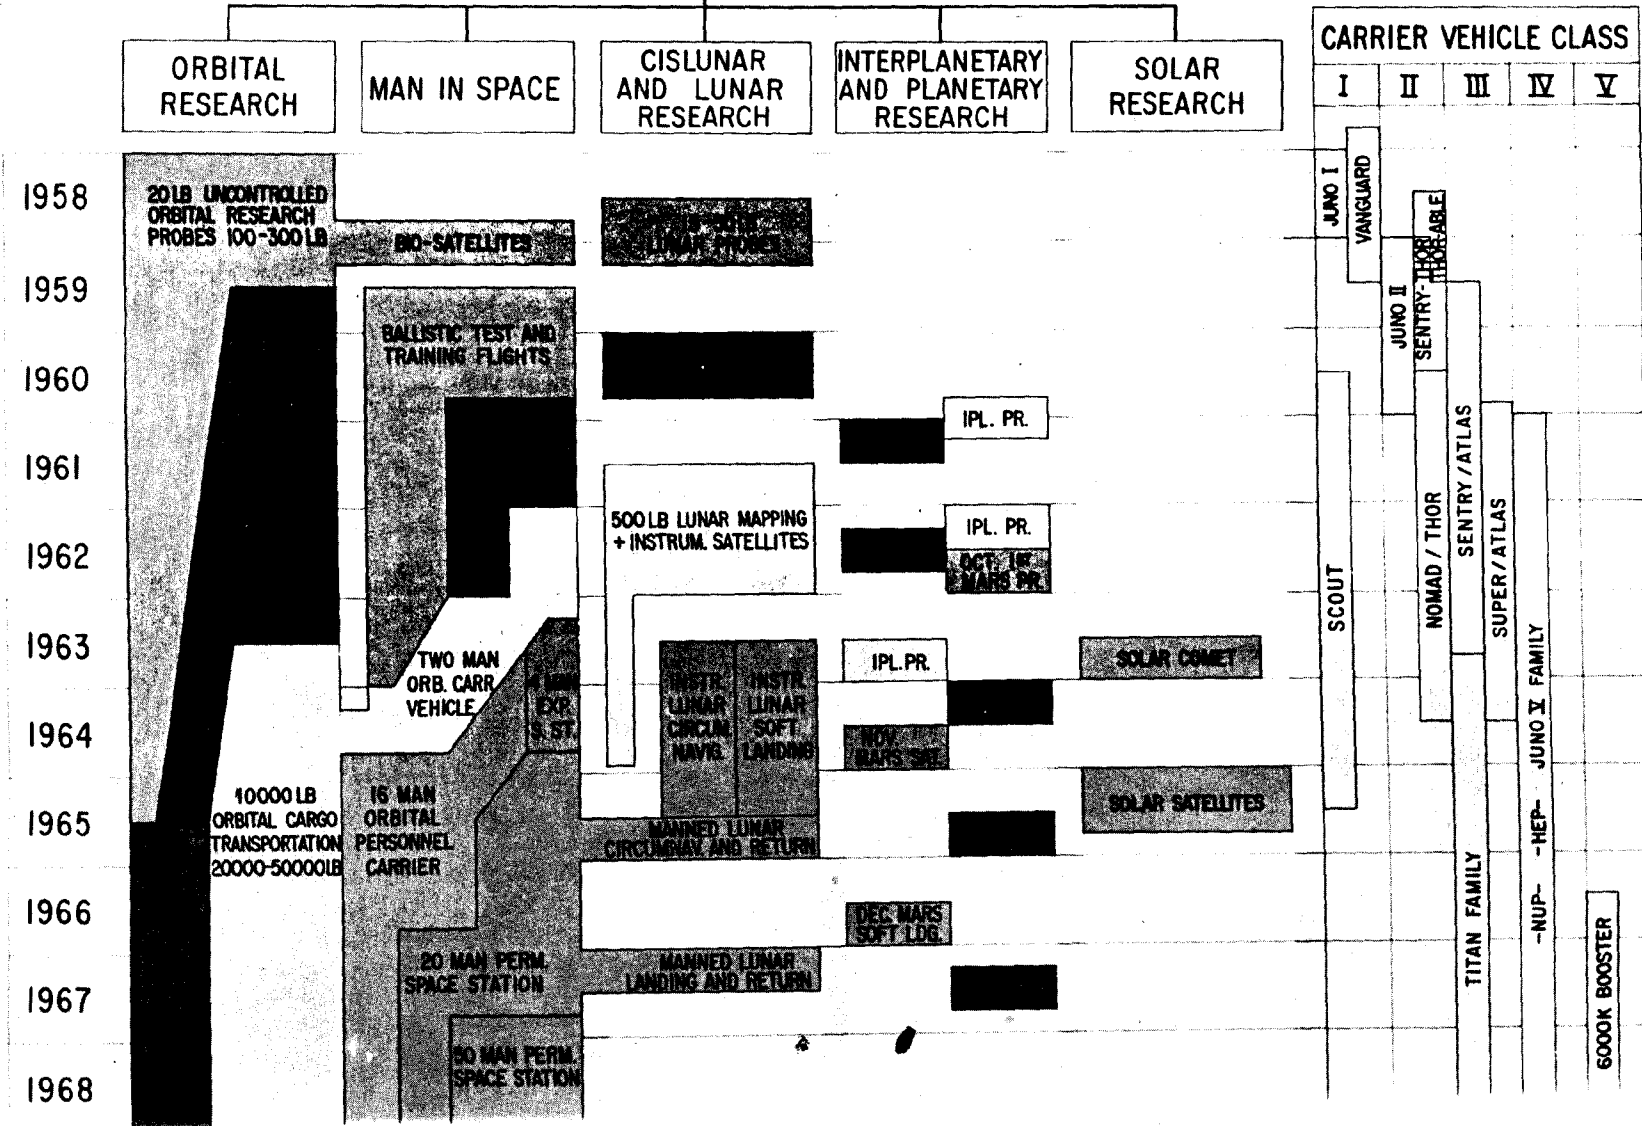 ORBITAL
RESEARCH
MAN IN SPACE
CISLUNAR
AND LUNAR
RESEARCH
INTERPLANETARY
AND PLANETARY
RESEARCH
SOLAR
RESEARCH
CARRIER VEHICLE CLASS
I
II
III
IV
V
1958
1959
1960
1961
1962
1963
1964
1965
1966
1967
1968
20 LB UNCONTROLLED
ORBITAL RESEARCH
PROBES 100-300 LB
10000 LB
ORBITAL CARGO
TRANSPORTATION
20000-50000 LB
BIO-SATELLITES
BALLISTIC TEST AND
TRAINING FLIGHTS
TWO MAN
ORB. CARR.
VEHICLE
4 MAN
EXP.
S. ST.
16 MAN
ORBITAL
PERSONNEL
CARRIER
20 MAN PERM.
SPACE STATION
50 MAN PERM.
SPACE STATION
LUNAR PROBES
500 LB LUNAR MAPPING
+ INSTRUM. SATELLITES
INSTR.
LUNAR
CIRCUM.
NAVIG.
INSTR.
LUNAR
SOFT
LANDING
MANNED LUNAR
CIRCUMNAV. AND RETURN
MANNED LUNAR
LANDING AND RETURN
IPL. PR.
IPL. PR.
OCT. 1ST
MARS PR.
IPL. PR.
NOV.
MARS SAT.
DEC. MARS
SOFT LDG.
SOLAR COMET
SOLAR SATELLITES
JUNO I
VANGUARD
SCOUT
JUNO II
THOR-ABLE
SENTRY-THOR
NOMAD / THOR
SENTRY / ATLAS
TITAN FAMILY
SUPER / ATLAS
-NUP- -HEP- JUNO V FAMILY
6000K BOOSTER